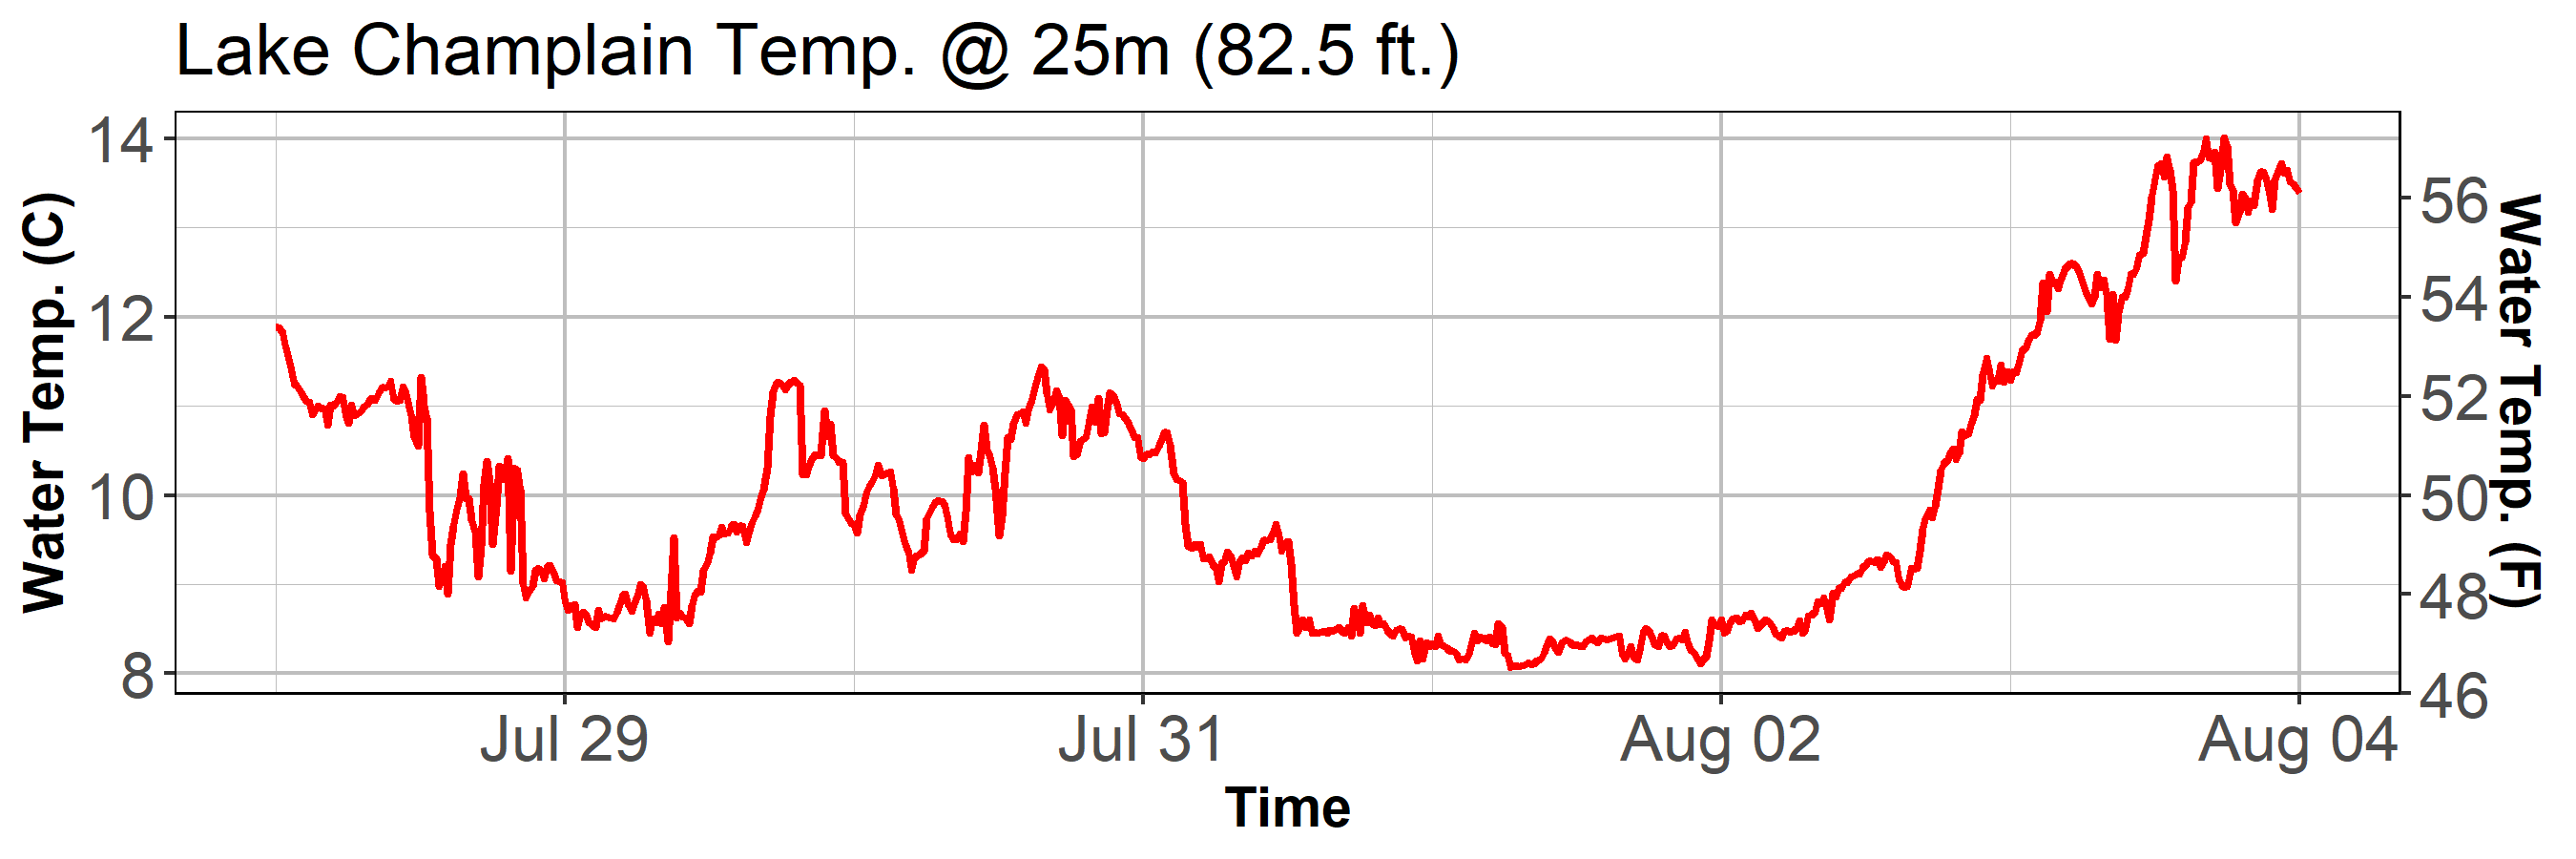 Lake Champlain Temp. @ 25m (82.5 ft.)
Water Temp. (C)
14
12
10
8
56
54
52
50
48
46
Water Temp. (F)
Jul 29 Jul 31 Aug 02 Aug 04
Time